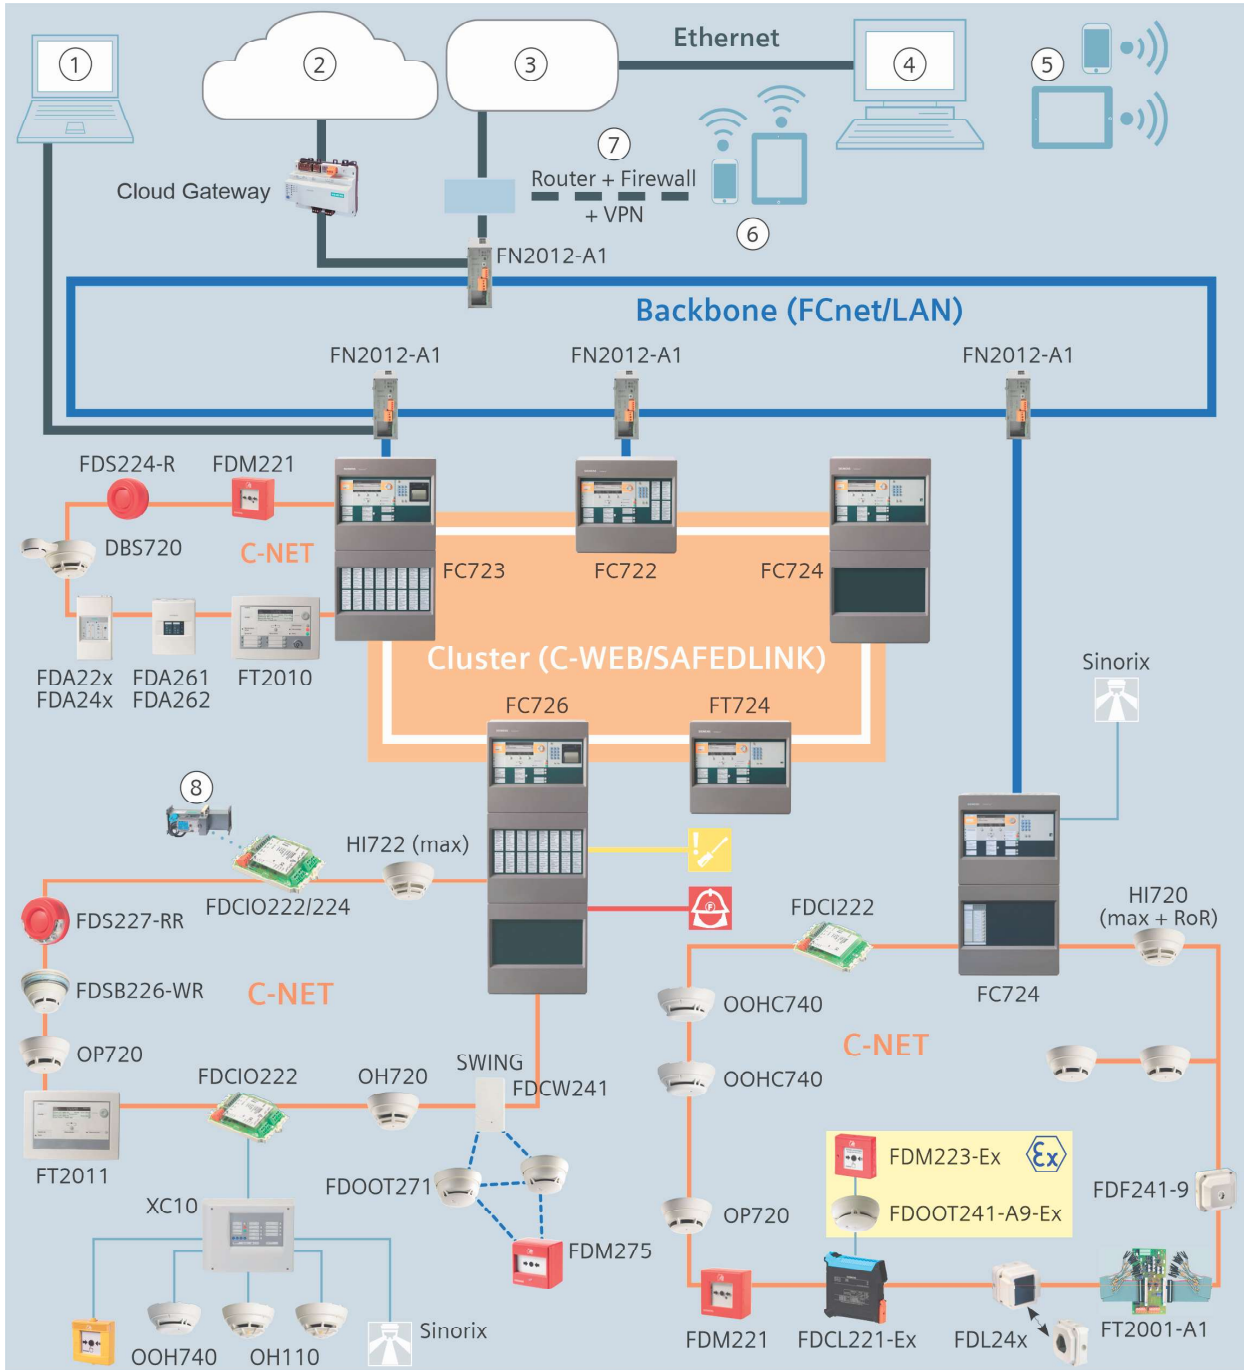 1
2
3
Ethernet
4
5
7
Router + Firewall
+ VPN
6
Cloud Gateway
FN2012-A1
Backbone (FCnet/LAN)
FN2012-A1
FN2012-A1
FN2012-A1
FDS224-R
FDM221
DBS720
C-NET
FC723
FC722
FC724
Cluster (C-WEB/SAFEDLINK)
FDA22x
FDA24x
FDA261
FDA262
FT2010
FC726
FT724
Sinorix
8
HI722 (max)
FDCIO222/224
FDS227-RR
FDSB226-WR
C-NET
OP720
FDCIO222
OH720
SWING
FDCW241
FT2011
XC10
FDOOT271
FDM275
OOH740
OH110
Sinorix
F
FDCI222
HI720
(max + RoR)
FC724
OOHC740
C-NET
OOHC740
FDM223-Ex
Ex
FDOOT241-A9-Ex
OP720
FDF241-9
FDM221
FDCL221-Ex
FDL24x
FT2001-A1